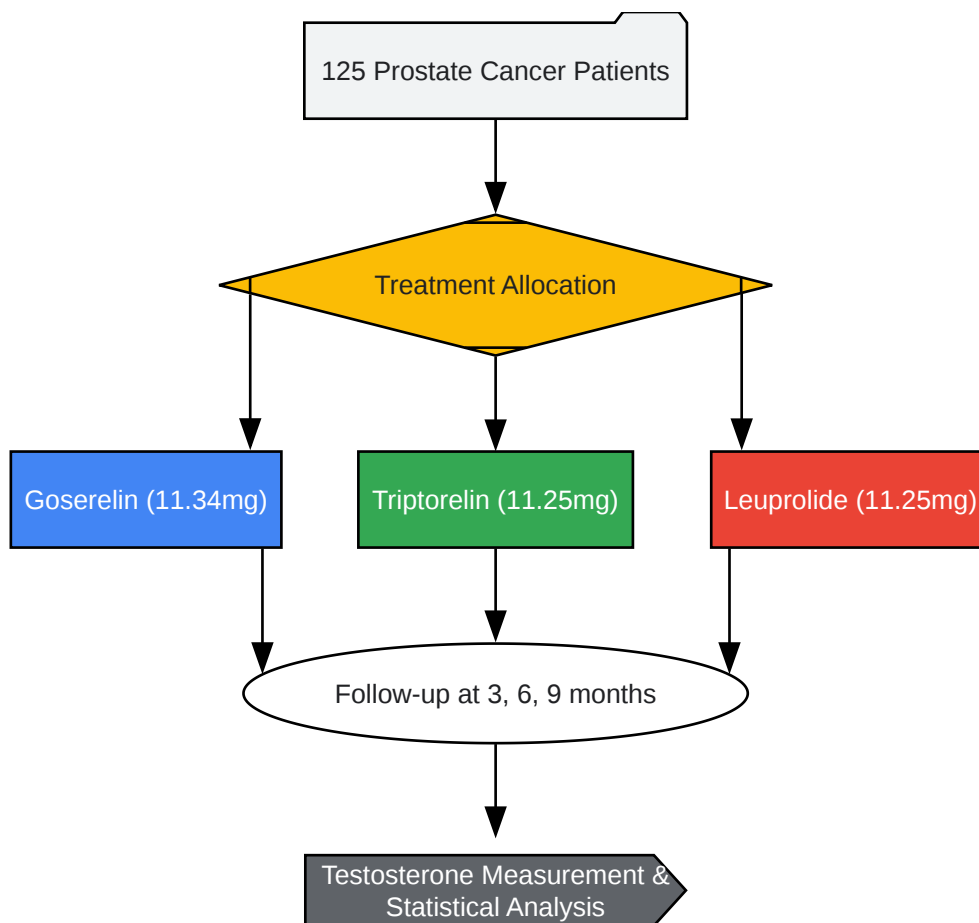 125 Prostate Cancer Patients
Treatment Allocation
Goserelin (11.34mg)
Triptorelin (11.25mg)
Leuprolide (11.25mg)
Follow-up at 3, 6, 9 months
Testosterone Measurement &
Statistical Analysis